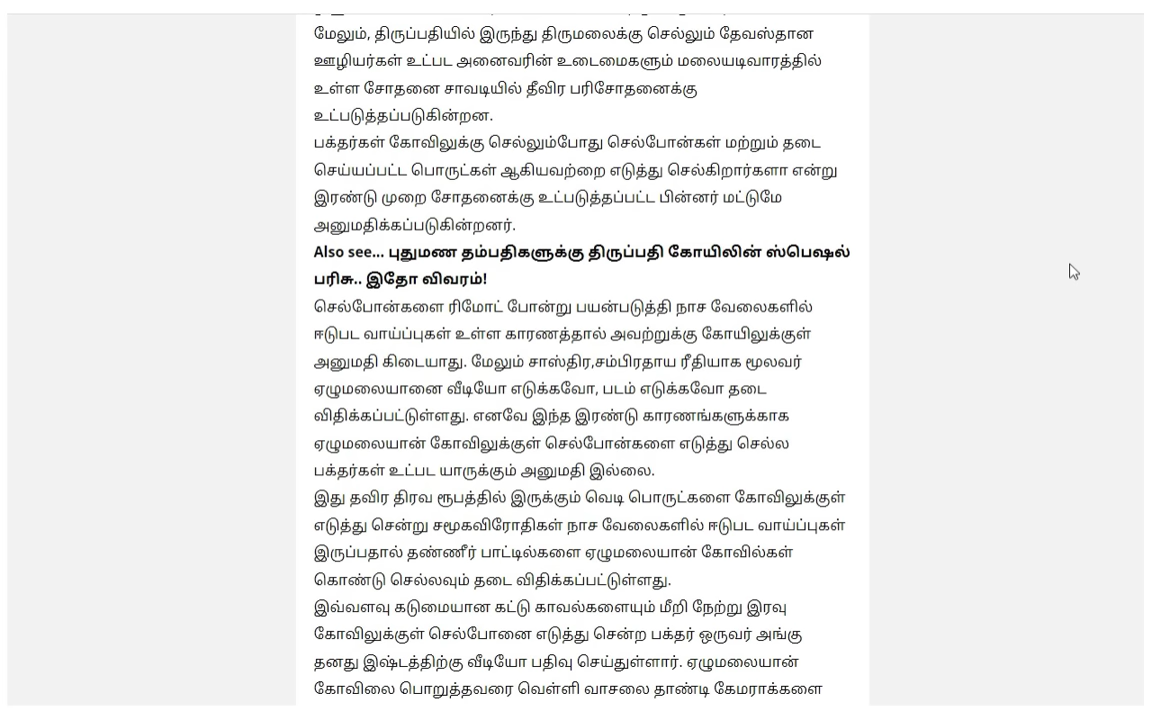 மேலும், திருப்பதியில் இருந்து திருமலைக்கு செல்லும் தேவஸ்தான
ஊழியர்கள் உட்பட அனைவரின் உடைமைகளும் மலையடிவாரத்தில்
உள்ள சோதனை சாவடியில் தீவிர பரிசோதனைக்கு
உட்படுத்தப்படுகின்றன.
பக்தர்கள் கோவிலுக்கு செல்லும்போது செல்போன்கள் மற்றும் தடை
செய்யப்பட்ட பொருட்கள் ஆகியவற்றை எடுத்து செல்கிறார்களா என்று
இரண்டு முறை சோதனைக்கு உட்படுத்தப்பட்ட பின்னர் மட்டுமே
அனுமதிக்கப்படுகின்றனர்.
Also see... புதுமண தம்பதிகளுக்கு திருப்பதி கோயிலின் ஸ்பெஷல்
பரிசு.. இதோ விவரம்!
செல்போன்களை ரிமோட் போன்று பயன்படுத்தி நாச வேலைகளில்
ஈடுபட வாய்ப்புகள் உள்ள காரணத்தால் அவற்றுக்கு கோயிலுக்குள்
அனுமதி கிடையாது. மேலும் சாஸ்திர,சம்பிரதாய ரீதியாக மூலவர்
ஏழுமலையானை வீடியோ எடுக்கவோ, படம் எடுக்கவோ தடை
விதிக்கப்பட்டுள்ளது. எனவே இந்த இரண்டு காரணங்களுக்காக
ஏழுமலையான் கோவிலுக்குள் செல்போன்களை எடுத்து செல்ல
பக்தர்கள் உட்பட யாருக்கும் அனுமதி இல்லை.
இது தவிர திரவ ரூபத்தில் இருக்கும் வெடி பொருட்களை கோவிலுக்குள்
எடுத்து சென்று சமூகவிரோதிகள் நாச வேலைகளில் ஈடுபட வாய்ப்புகள்
இருப்பதால் தண்ணீர் பாட்டில்களை ஏழுமலையான் கோவில்கள்
கொண்டு செல்லவும் தடை விதிக்கப்பட்டுள்ளது.
இவ்வளவு கடுமையான கட்டு காவல்களையும் மீறி நேற்று இரவு
கோவிலுக்குள் செல்போனை எடுத்து சென்ற பக்தர் ஒருவர் அங்கு
தனது இஷ்டத்திற்கு வீடியோ பதிவு செய்துள்ளார். ஏழுமலையான்
கோவிலை பொறுத்தவரை வெள்ளி வாசலை தாண்டி கேமராக்களை